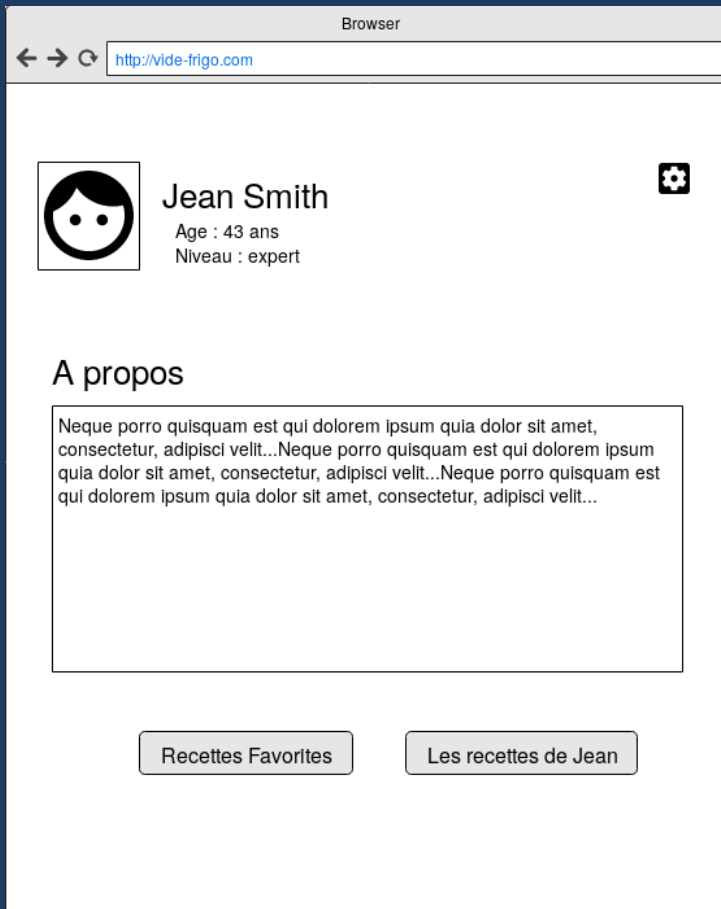 Browser
http://vide-frigo.com
Jean Smith
Age : 43 ans
Niveau : expert
A propos
Neque porro quisquam est qui dolorem ipsum quia dolor sit amet,
consectetur, adipisci velit...Neque porro quisquam est qui dolorem ipsum
quia dolor sit amet, consectetur, adipisci velit...Neque porro quisquam est
qui dolorem ipsum quia dolor sit amet, consectetur, adipisci velit...
Recettes Favorites
Les recettes de Jean